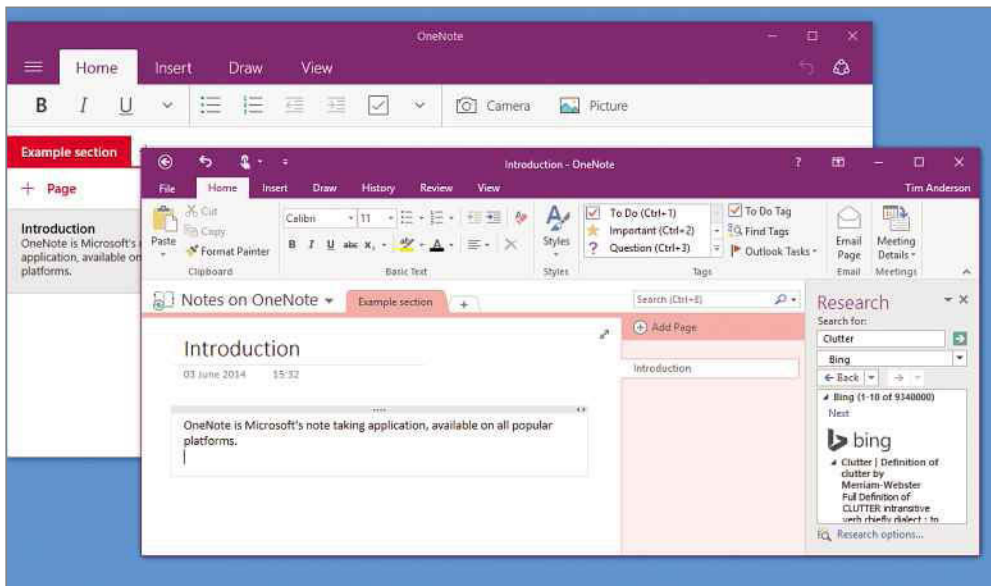 OneNote
Home Insert Draw View
B I U Camera Picture
Example section
+ Page
Introduction
OneNote is Microsoft's
application, available on
platforms.
Introduction - OneNote
?
Tim Anderson
File Home Insert Draw History Review View
Paste
Cut
Copy
Format Painter
Clipboard
Calibri 11
B I U abc X, A
Basic Text
Styles
Styles
To Do (Ctrl+1)
Important (Ctrl+2)
? Question (Ctrl+3)
To Do Tag
Find Tags
Outlook Tasks
Tags
Email
Page
Email
Meeting
Details
Meetings
Notes on OneNote Example section +
Search (Ctrl+E)
Add Page
Introduction
Introduction
03 June 2014 15:32
OneNote is Microsoft's note taking application, available on all popular
platforms.
Research
Search for:
Clutter
Bing
Back
Bing (1-10 of 9340000)
Next
bing
Clutter | Definition of
clutter by
Merriam-Webster
Full Definition of
CLUTTER intransitive
verb chiefly dialect : to
Research options...